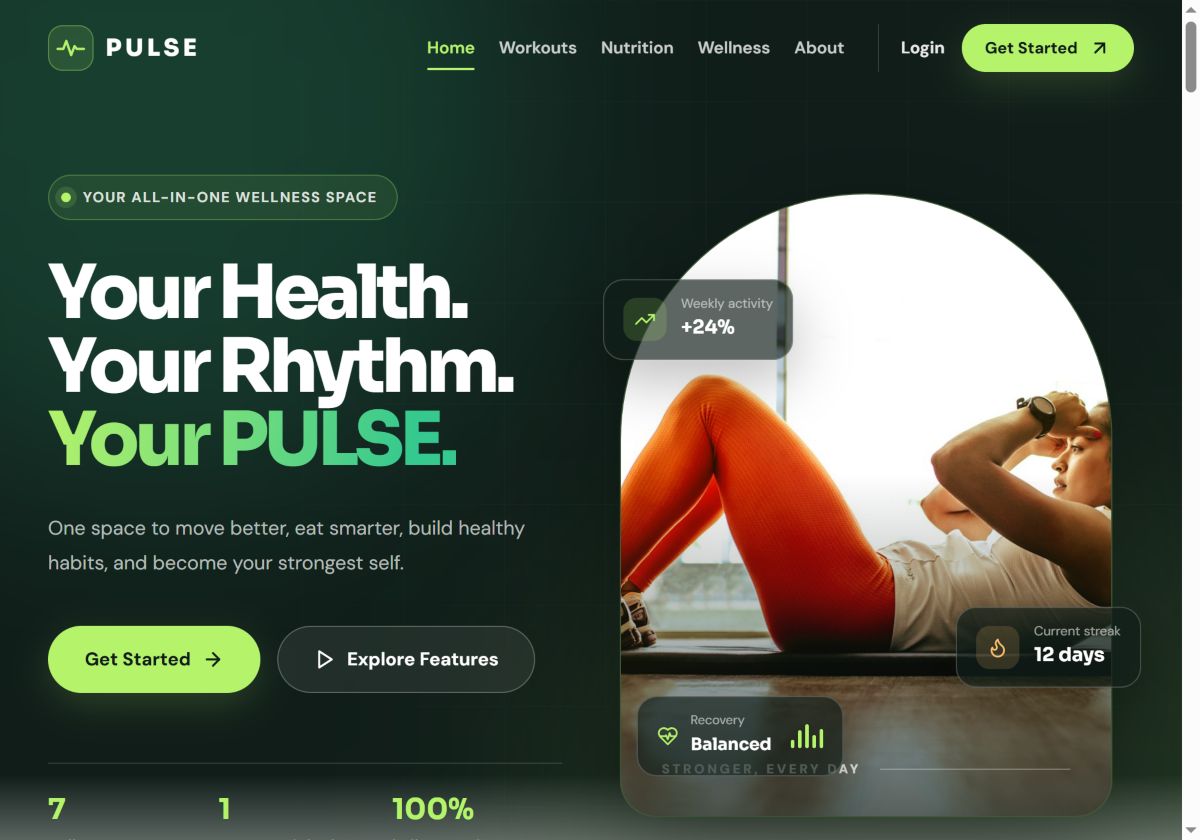 PULSE
Home
Workouts
Nutrition
Wellness
About
Login
Get Started
YOUR ALL-IN-ONE WELLNESS SPACE
Your Health.
Your Rhythm.
Your PULSE.
One space to move better, eat smarter, build healthy
habits, and become your strongest self.
Get Started
Explore Features
Weekly activity
+24%
Current streak
12 days
Recovery
Balanced
STRONGER, EVERY DAY
7
1
100%